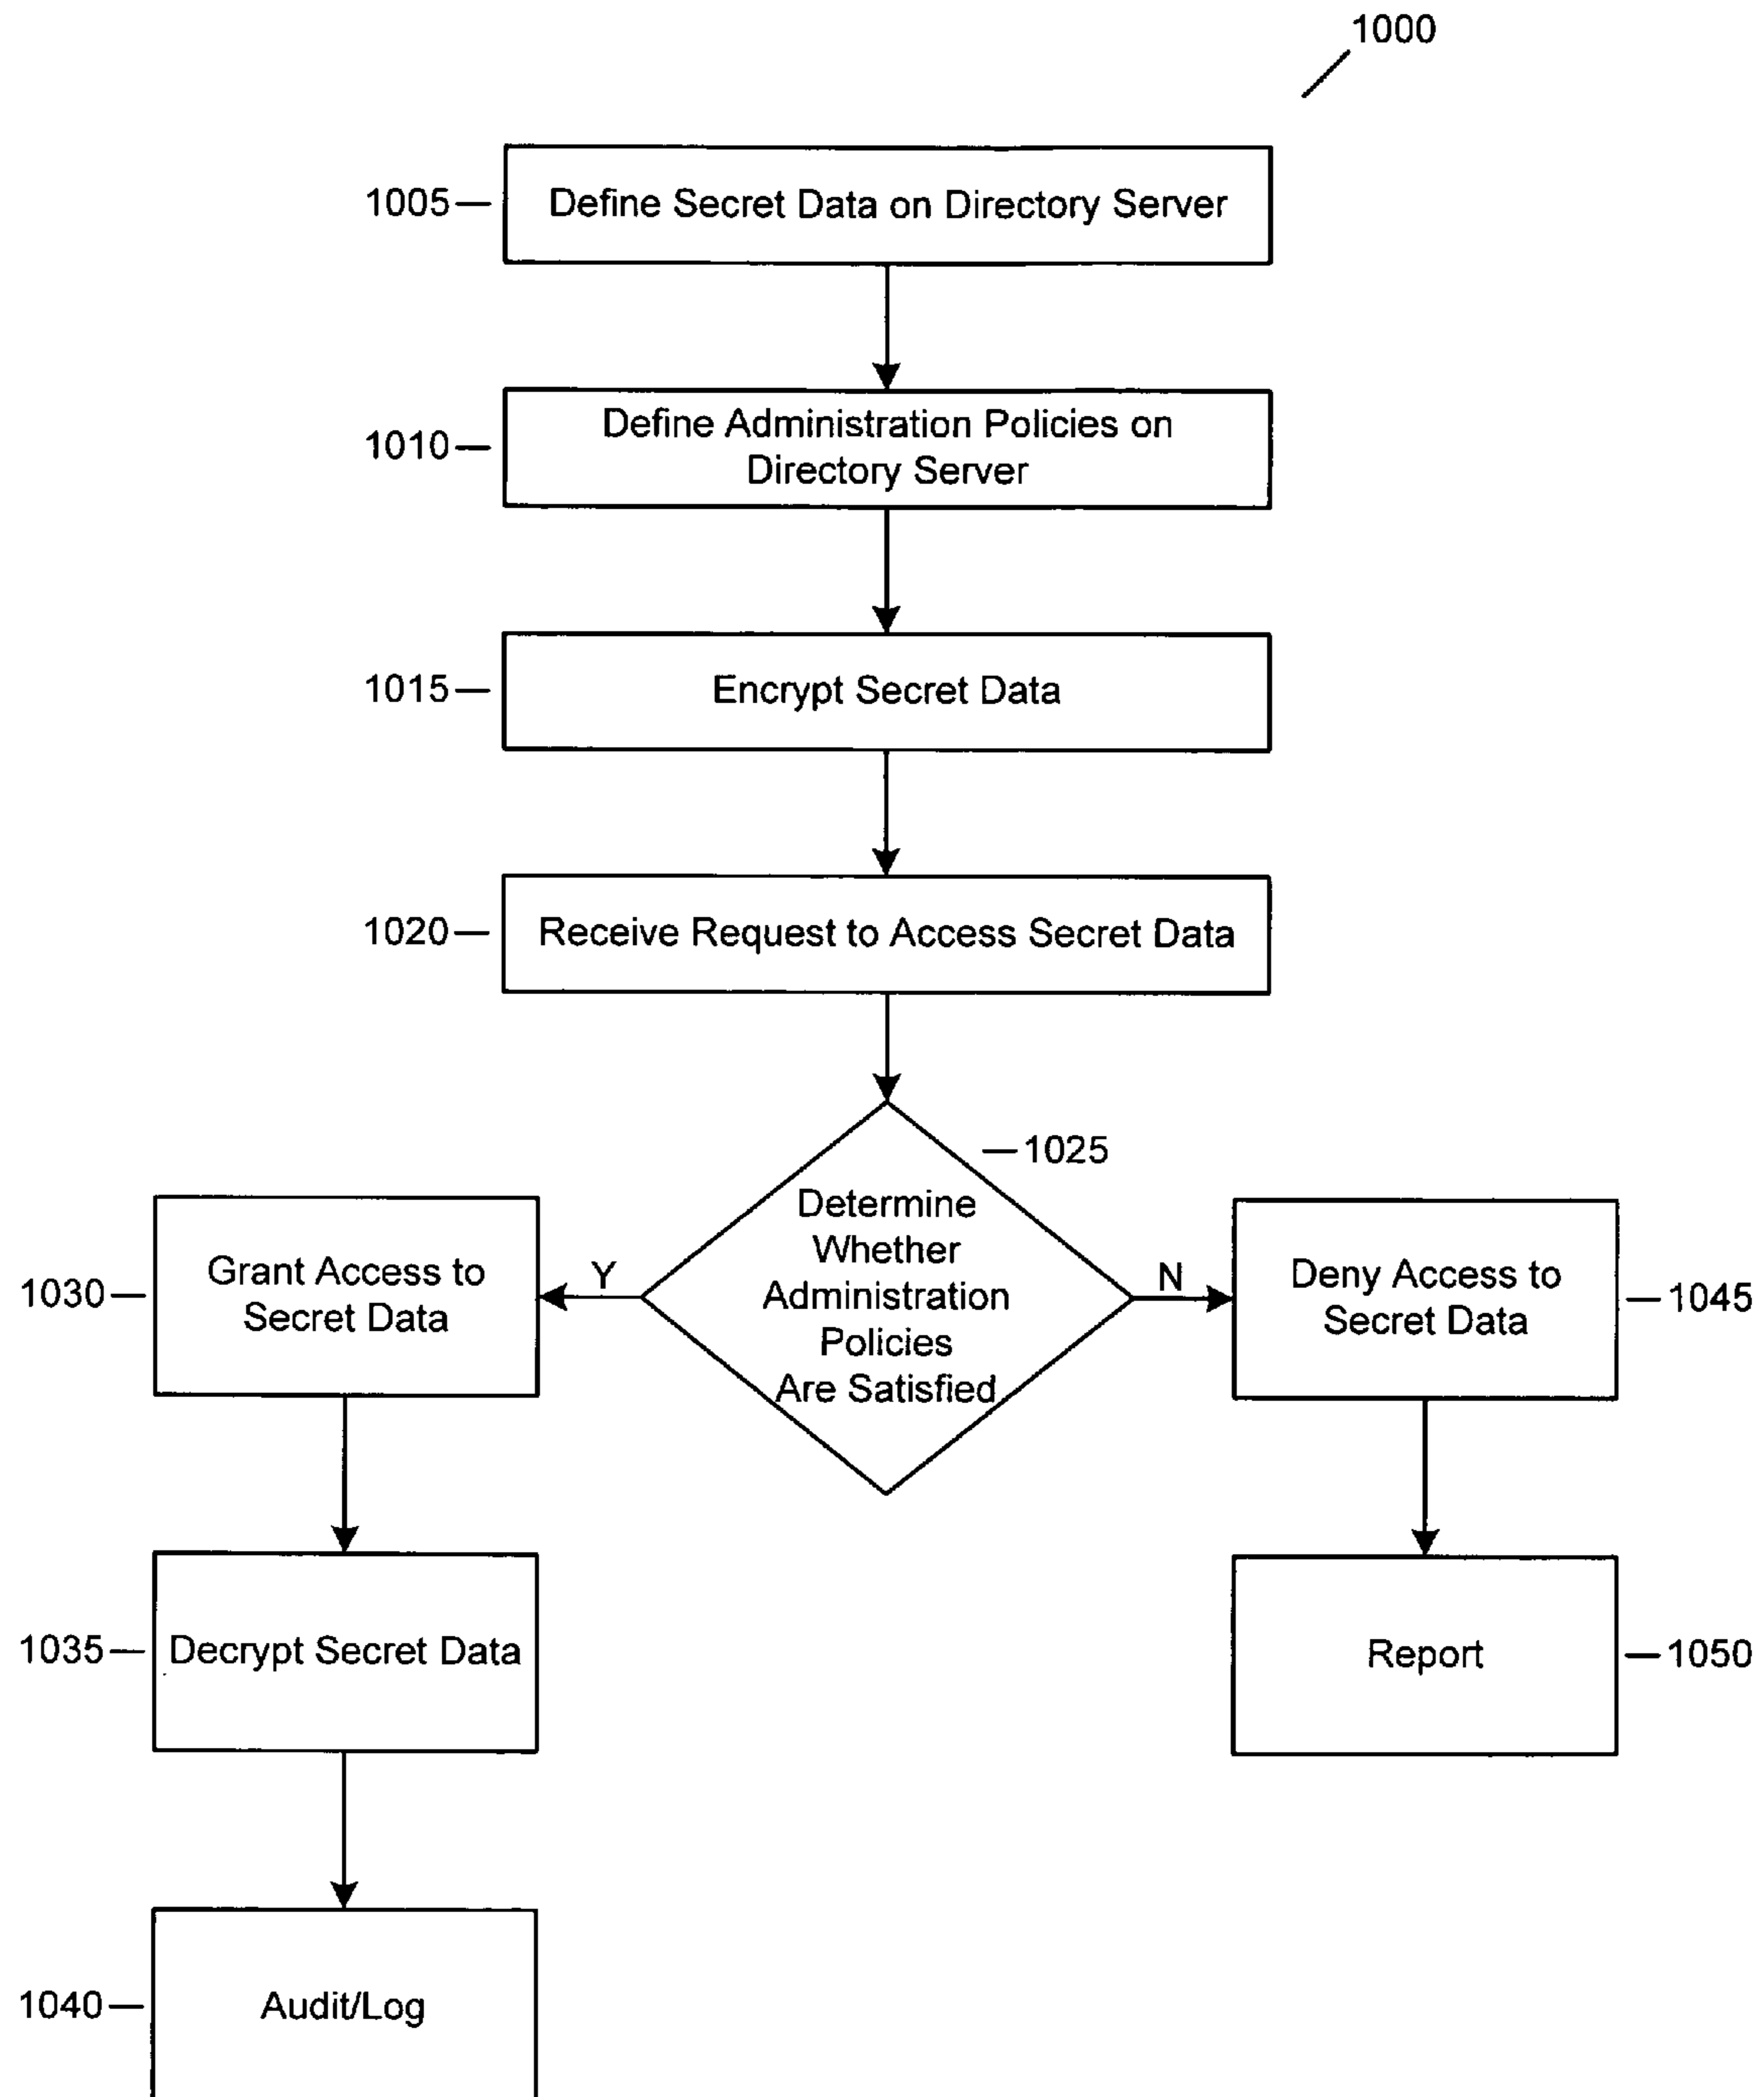 1000
1005
Define Secret Data on Directory Server
1010
Define Administration Policies on
Directory Server
1015
Encrypt Secret Data
1020
Receive Request to Access Secret Data
1025
Determine
Whether
Administration
Policies
Are Satisfied
Y
N
1030
Grant Access to
Secret Data
Deny Access to
Secret Data
1045
1035
Decrypt Secret Data
Report
1050
1040
Audit/Log